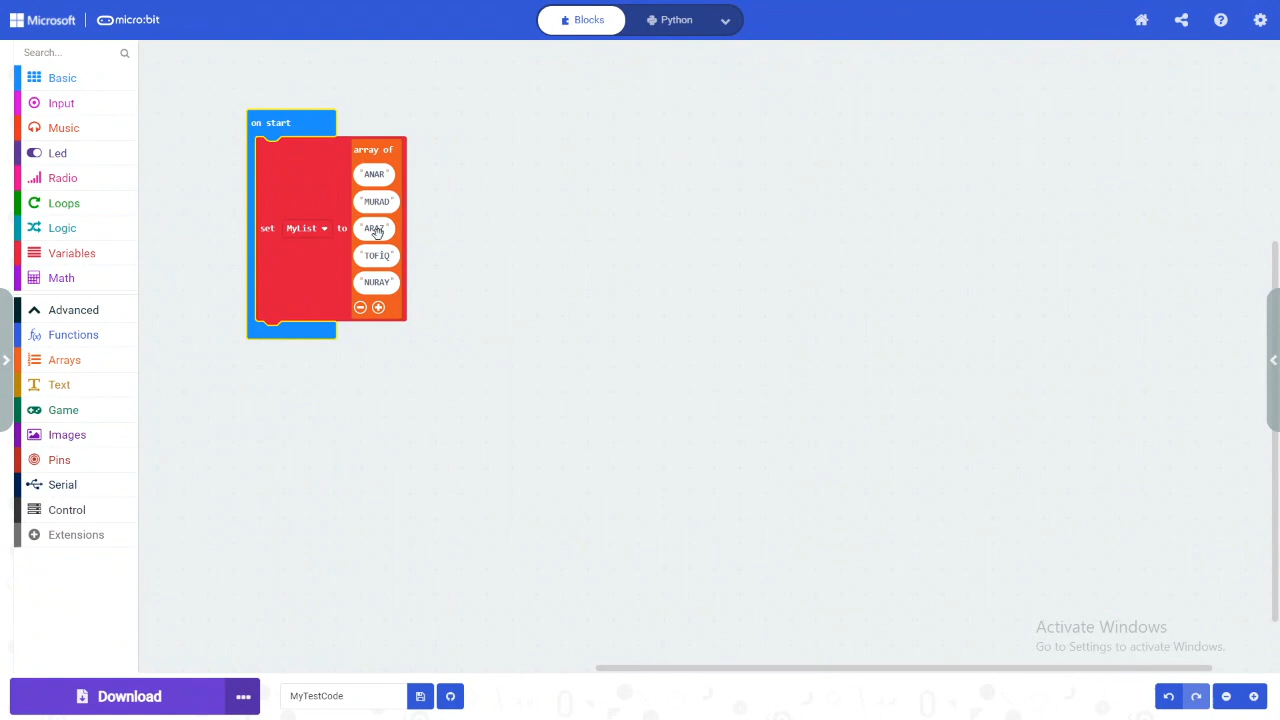 Microsoft | micro:bit
Blocks
Python
Search...
Basic
Input
Music
Led
Radio
Loops
Logic
Variables
Math
Advanced
Functions
Arrays
Text
Game
Images
Pins
Serial
Control
Extensions
on start
set MyList to
array of
"ANAR"
"MURAD"
"ARAZ"
"TOFİQ"
"NURAY"
Activate Windows
Go to Settings to activate Windows.
Download
MyTestCode